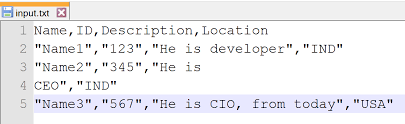 input.txt
1 Name,ID,Description,Location
2 "Name1","123","He is developer","IND"
3 "Name2","345","He is
4 CEO","IND"
5 "Name3","567","He is CIO, from today","USA"